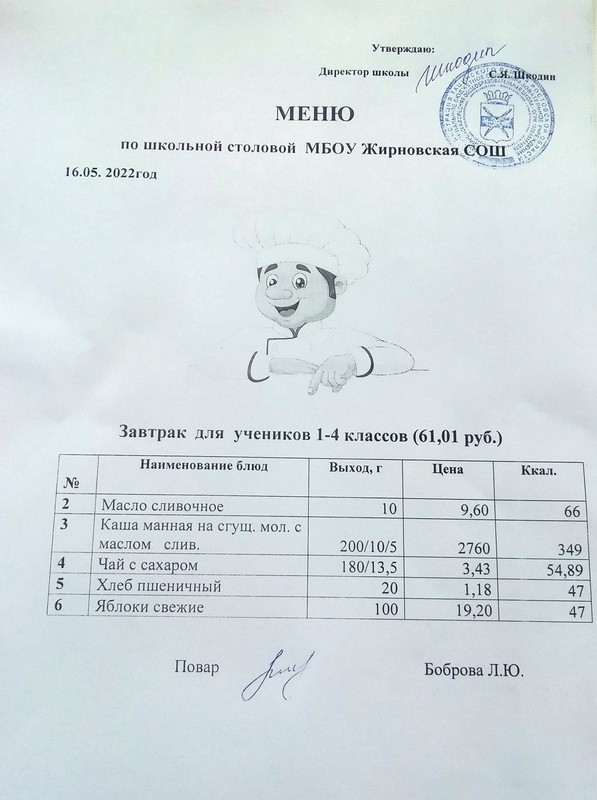 Утверждаю:
Директор школы Шкодин С.Я. Шкодин
МЕНЮ
по школьной столовой МБОУ Жирновская СОШ
16.05. 2022год
Завтрак для учеников 1-4 классов (61,01 руб.)
№ Наименование блюд Выход, г Цена Ккал.
2 Масло сливочное 10 9,60 66
3 Каша манная на сгущ. мол. с
маслом слив. 200/10/5 2760 349
4 Чай с сахаром 180/13,5 3,43 54,89
5 Хлеб пшеничный 20 1,18 47
6 Яблоки свежие 100 19,20 47
Повар Боброва Л.Ю.